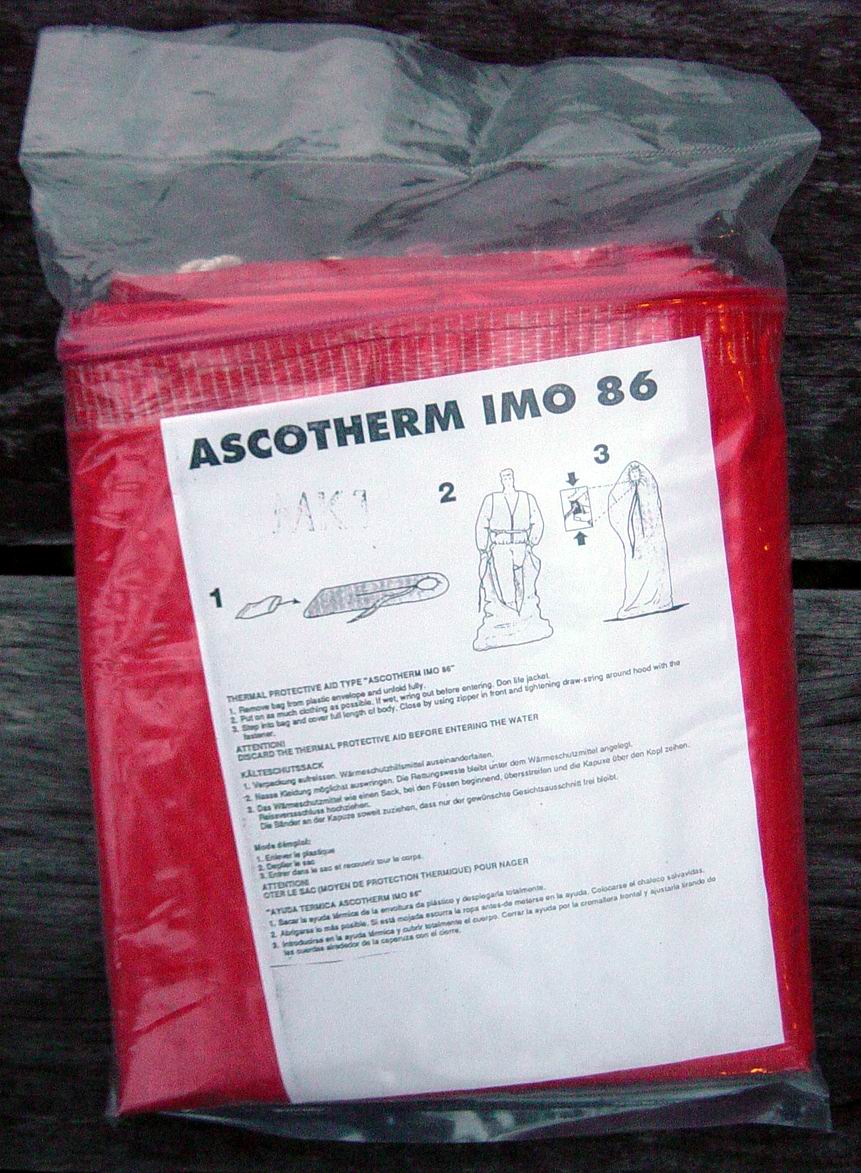 ASCOTHERM IMO 86
2
3
1
THERMAL PROTECTIVE AID TYPE "ASCOTHERM IMO 86"
1. Remove bag from plastic envelope and unfold fully.
2. Put on as much clothing as possible. If wet, wring out before entering. Don life jacket.
3. Step into bag and cover full length of body. Close by using zipper in front and tightening draw-string around hood with the
fastener.
ATTENTION!
DISCARD THE THERMAL PROTECTIVE AID BEFORE ENTERING THE WATER
KÄLTESCHUTSSACK
1. Verpackung aufreissen. Wärmeschutzhilfsmittel auseinanderfalten.
2. Nasse Kleidung möglichst auswringen. Die Rettungsweste bleibt unter dem Wärmeschutzmittel angelegt.
3. Das Wärmeschutzmittel wie einen Sack, bei den Füssen beginnend, überstreifen und die Kapuze über den Kopf ziehen.
Reissverschluss hochziehen.
Die Bänder an der Kapuze soweit zuziehen, dass nur der gewünschte Gesichtsausschnitt frei bleibt.
Mode d'emploi:
1. Enlever le plastique
2. Deplier le sac
3. Entrer dans le sac et recouvrir tour le corps.
ATTENTION!
OTER LE SAC (MOYEN DE PROTECTION THERMIQUE) POUR NAGER
"AYUDA TERMICA ASCOTHERM IMO 86"
1. Sacar la ayuda térmica de la envoltura da plástico y desplegarla totalmente.
2. Abrigarse lo más posible. Si está mojada escurra la ropa antes de meterse en la ayuda. Colocarse el chaleco salvavidas.
3. Introducirse en la ayuda térmica y cubrir totalmente el cuerpo. Cerrar la ayuda por la cremallera frontal y ajustarla tirando de
las cuerdas alrededor de la caperuza con el cierre.